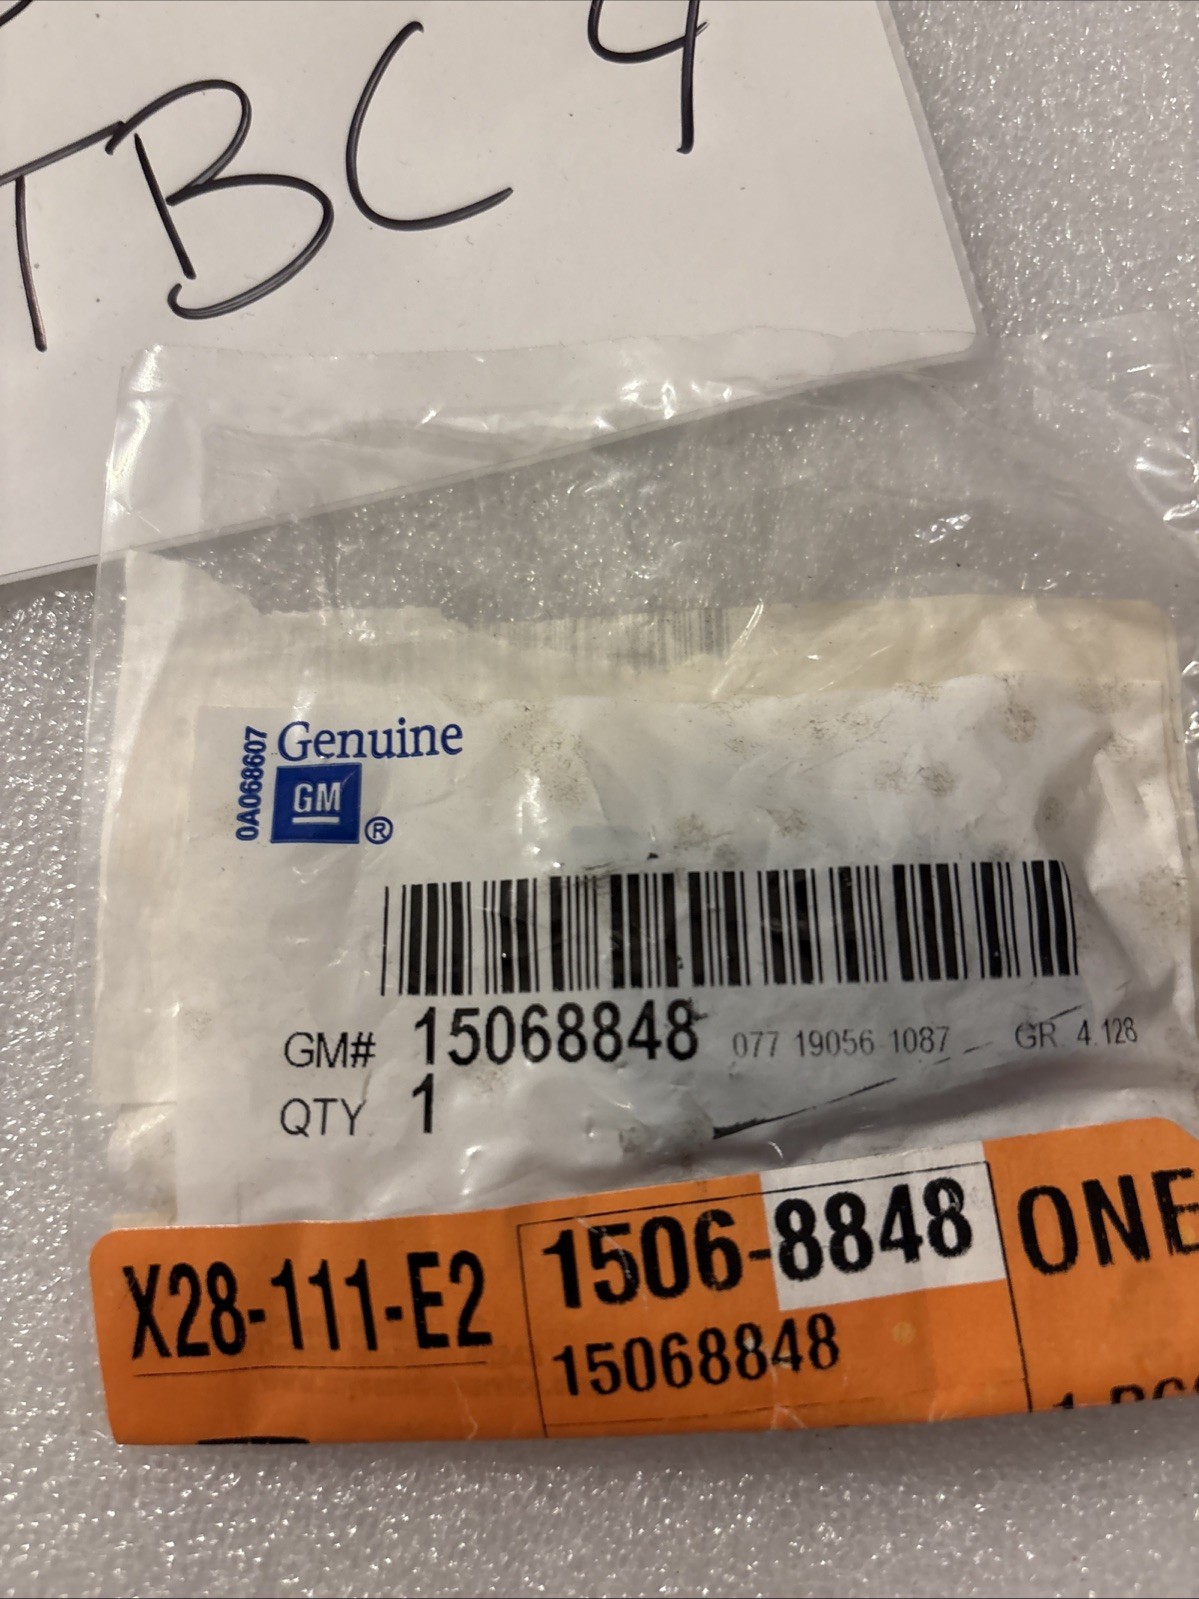 TBC 4
0A068607
Genuine
GM ®
GM# 15068848 077 19056 1087 GR. 4.128
QTY. 1
X28-111-E2
1506-8848
15068848
ONE